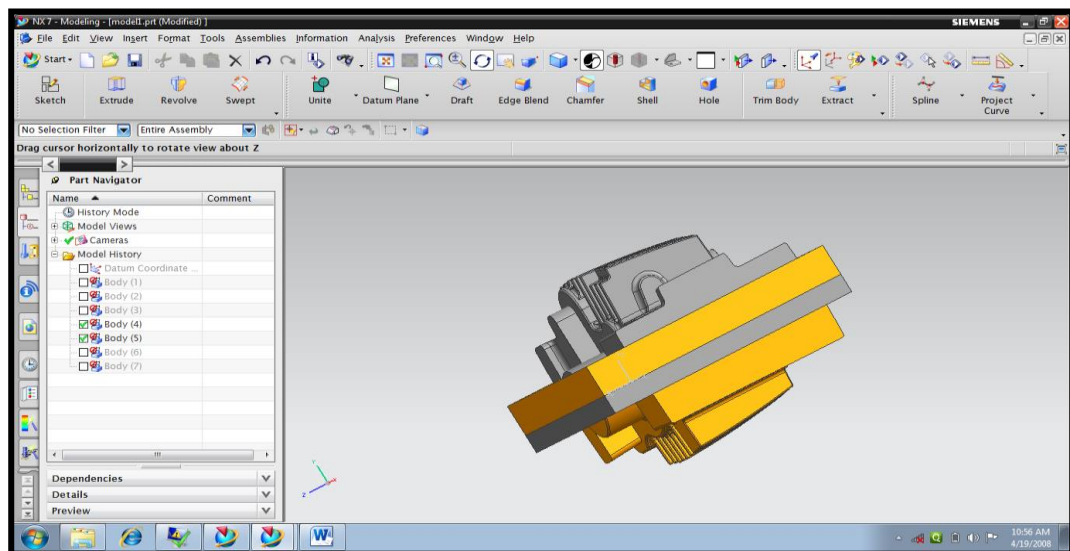 NX 7 - Modeling - [model1.prt (Modified) ]
SIEMENS
File Edit View Insert Format Tools Assemblies Information Analysis Preferences Window Help
Start
Sketch Extrude Revolve Swept Unite Datum Plane Draft Edge Blend Chamfer Shell Hole Trim Body Extract Spline Project Curve
No Selection Filter Entire Assembly
Drag cursor horizontally to rotate view about Z
Part Navigator
Name Comment
History Mode
Model Views
Cameras
Model History
Datum Coordinate ...
Body (1)
Body (2)
Body (3)
Body (4)
Body (5)
Body (6)
Body (7)
Dependencies
Details
Preview
Y
Z
W
10:56 AM
4/19/2008